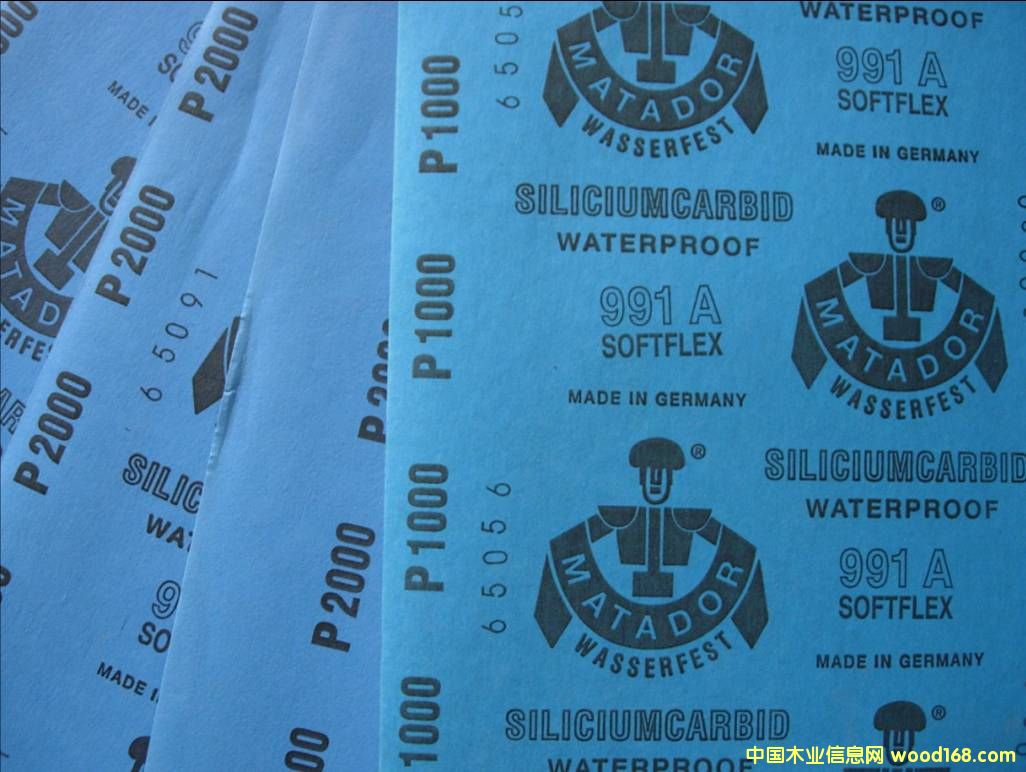 P2000
MADE I
MATAD
P2000
65091
P2000
SILIC
WAT
SO
MADE I
P2000
P1000
6505
MATADOR
WASSERFEST
WATERPROOF
991 A
SOFTFLEX
MADE IN GERMANY
SILICIUMCARBID
WATERPROOF
P1000
991 A
SOFTFLEX
MADE IN GERMANY
®
MATADOR
WASSERFEST
P1000
65056
®
MATADOR
WASSERFEST
SILICIUMCARBID
WATERPROOF
991 A
SOFTFLEX
MADE IN GERMANY
1000
SILICIUMCARBID
®
中国木业信息网 wood168.com